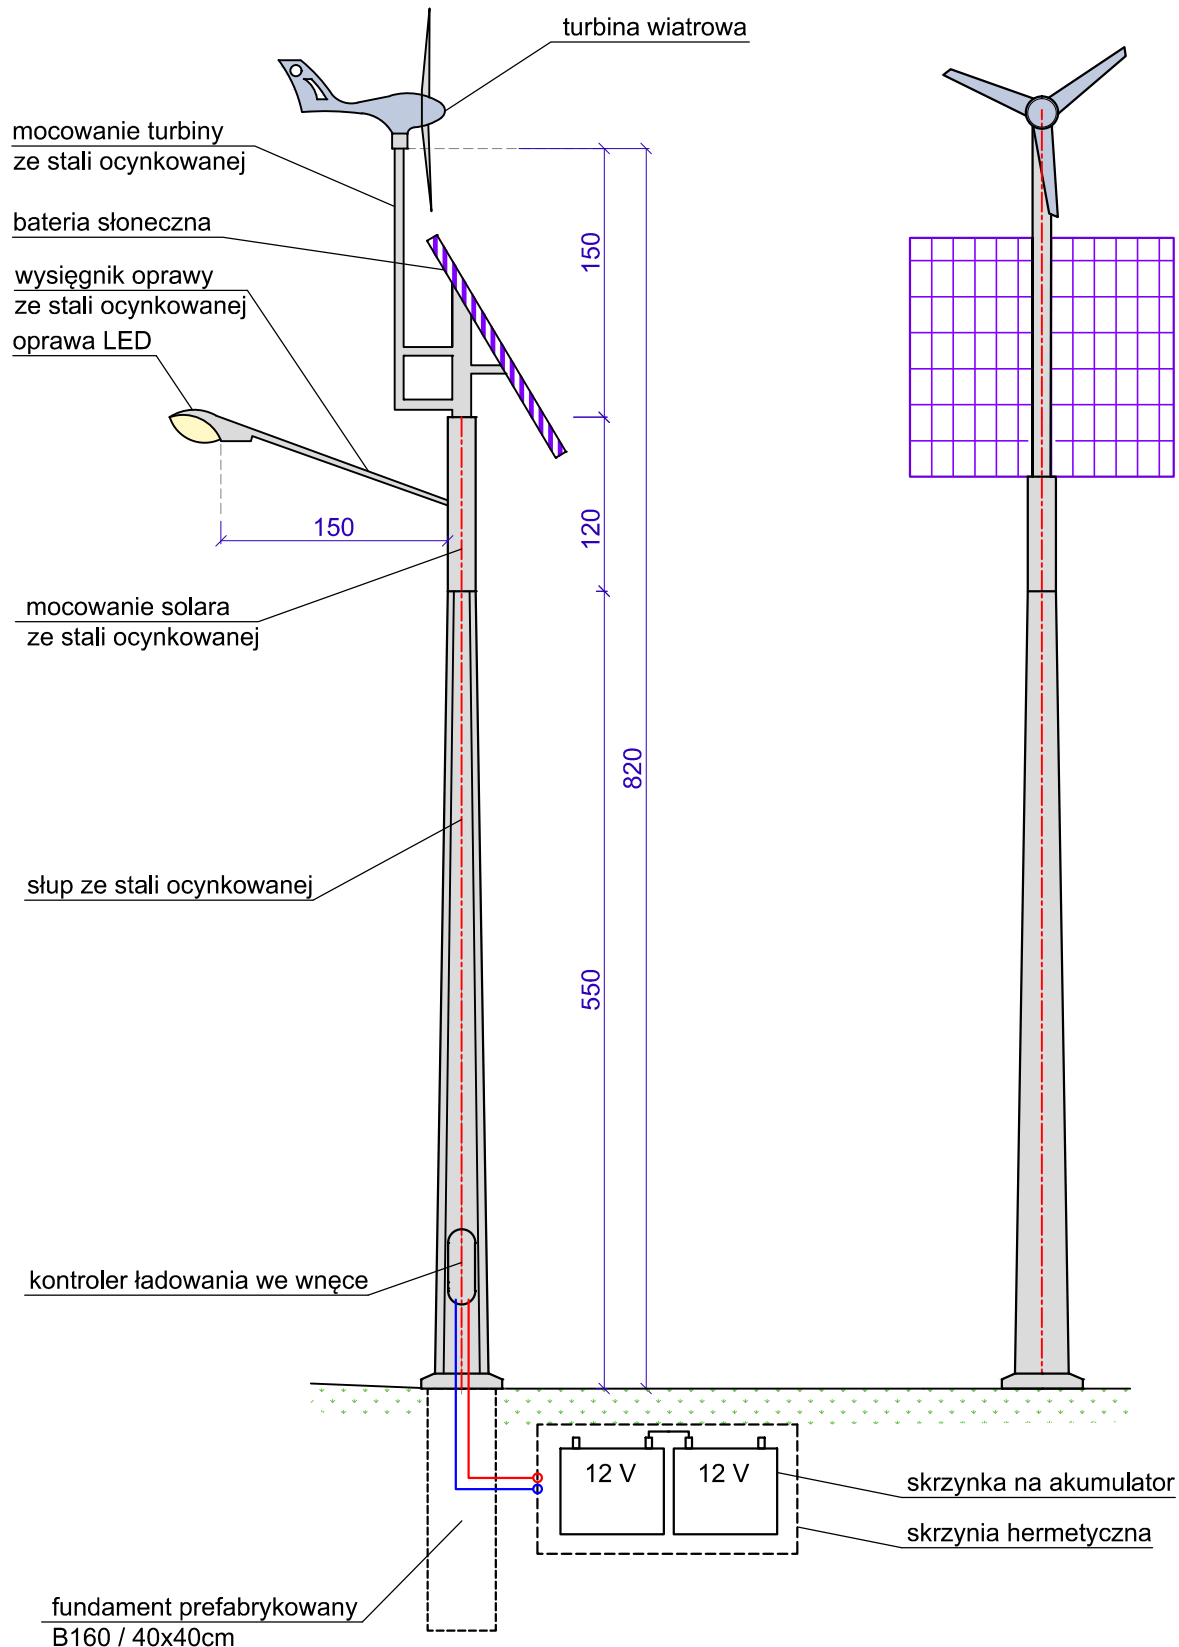 turbina wiatrowa
mocowanie turbiny
ze stali ocynkowanej
bateria słoneczna
wysięgnik oprawy
ze stali ocynkowanej
oprawa LED
150
150
120
mocowanie solara
ze stali ocynkowanej
820
słup ze stali ocynkowanej
550
kontroler ładowania we wnęce
12 V
12 V
skrzynka na akumulator
skrzynia hermetyczna
fundament prefabrykowany
B160 / 40x40cm